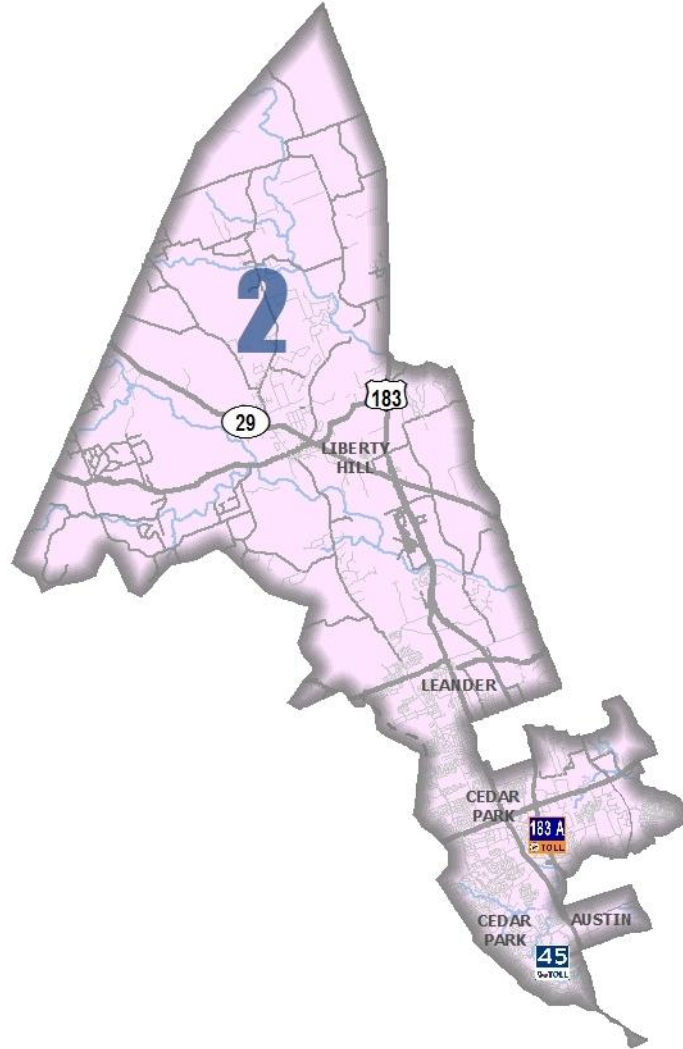 2
183
29
LIBERTY
HILL
LEANDER
CEDAR
PARK
183 A
TOLL
CEDAR
PARK
AUSTIN
45
TOLL